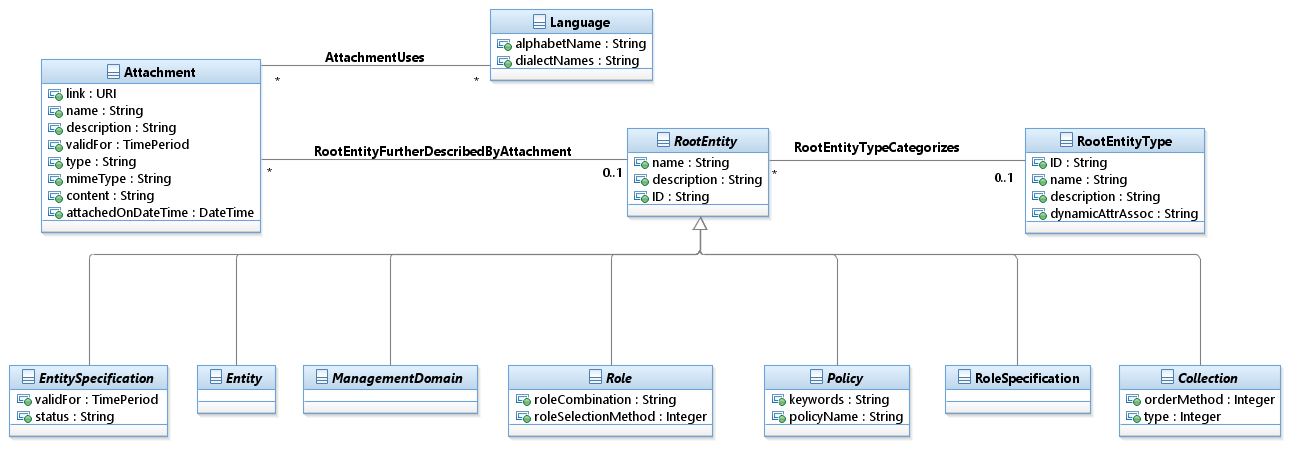 Language
alphabetName : String
dialectNames : String
AttachmentUses
*
*
Attachment
link : URI
name : String
description : String
validFor : TimePeriod
type : String
mimeType : String
content : String
attachedOnDateTime : DateTime
RootEntityFurtherDescribedByAttachment
*
0..1
RootEntity
name : String
description : String
ID : String
RootEntityTypeCategorizes
*
0..1
RootEntityType
ID : String
name : String
description : String
dynamicAttrAssoc : String
EntitySpecification
validFor : TimePeriod
status : String
Entity
ManagementDomain
Role
roleCombination : String
roleSelectionMethod : Integer
Policy
keywords : String
policyName : String
RoleSpecification
Collection
orderMethod : Integer
type : Integer